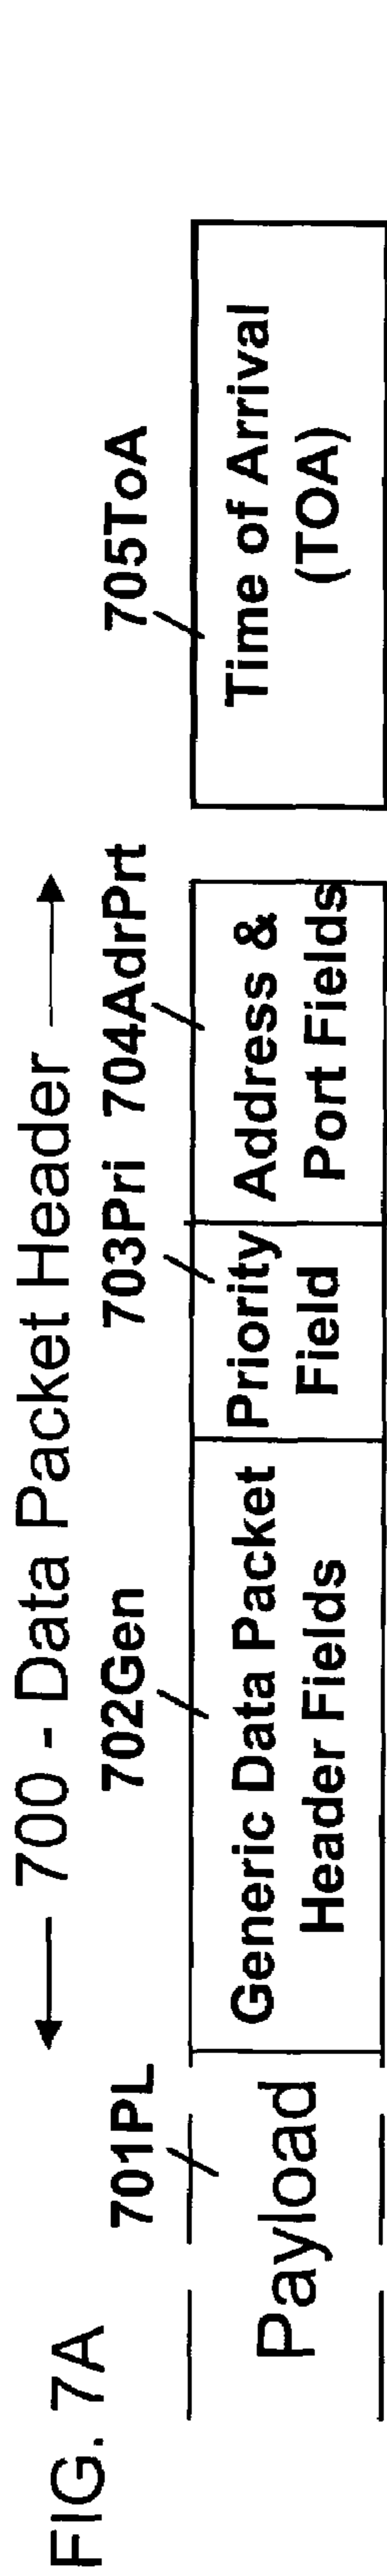 FIG. 7A
700 - Data Packet Header
701PL
702Gen
703Pri
704AdrPrt
705ToA
Payload
Generic Data Packet
Header Fields
Priority
Field
Address &
Port Fields
Time of Arrival
(TOA)